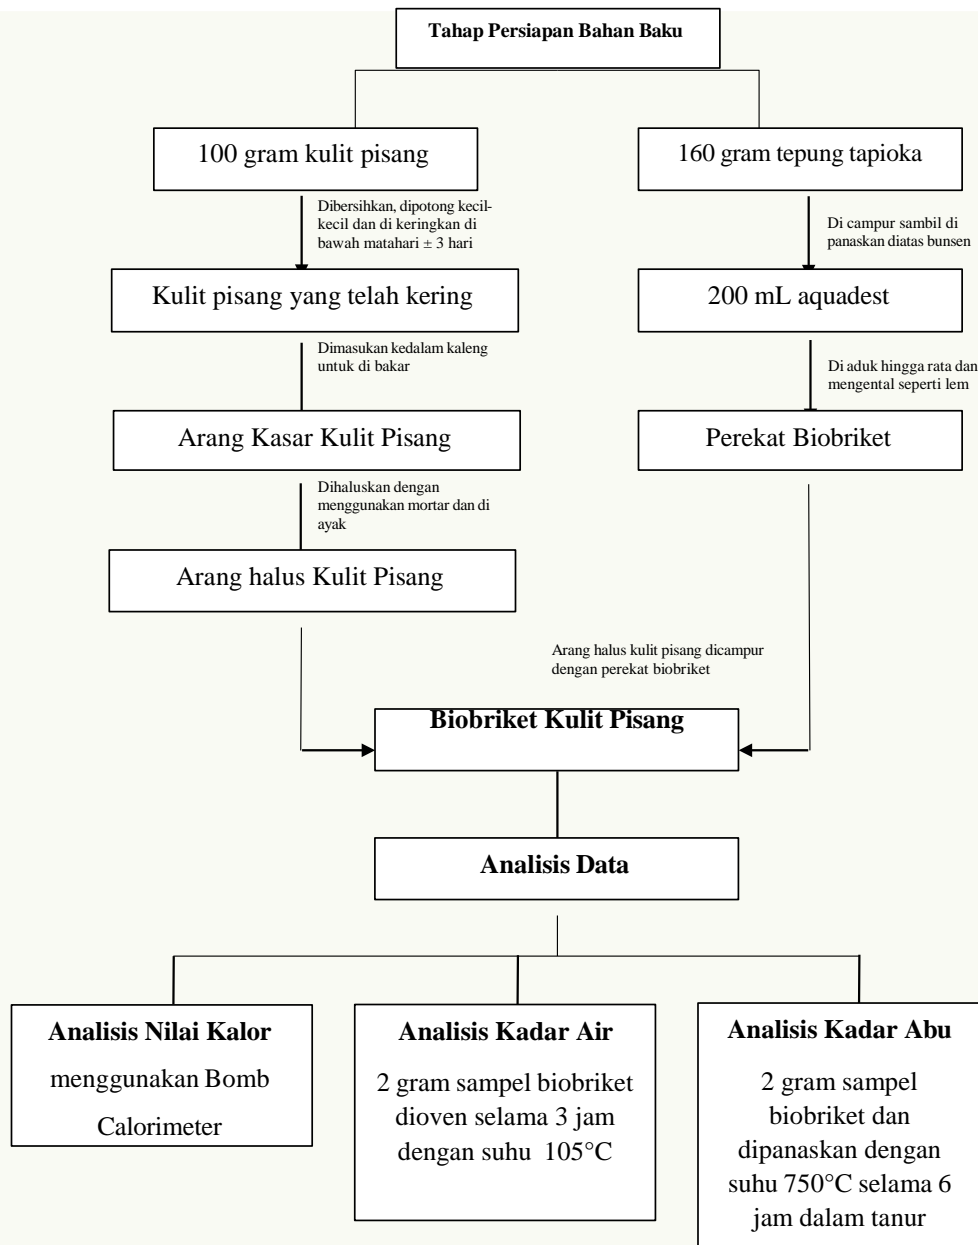 Tahap Persiapan Bahan Baku
100 gram kulit pisang
160 gram tepung tapioka
Dibersihkan, dipotong kecil-
kecil dan di keringkan di
bawah matahari ± 3 hari
Di campur sambil di
panaskan diatas bunsen
Kulit pisang yang telah kering
200 mL aquadest
Dimasukan kedalam kaleng
untuk di bakar
Di aduk hingga rata dan
mengental seperti lem
Arang Kasar Kulit Pisang
Perekat Biobriket
Dihaluskan dengan
menggunakan mortar dan di
ayak
Arang halus Kulit Pisang
Arang halus kulit pisang dicampur
dengan perekat biobriket
Biobriket Kulit Pisang
Analisis Data
Analisis Nilai Kalor
menggunakan Bomb
Calorimeter
Analisis Kadar Air
2 gram sampel biobriket
dioven selama 3 jam
dengan suhu 105°C
Analisis Kadar Abu
2 gram sampel
biobriket dan
dipanaskan dengan
suhu 750°C selama 6
jam dalam tanur